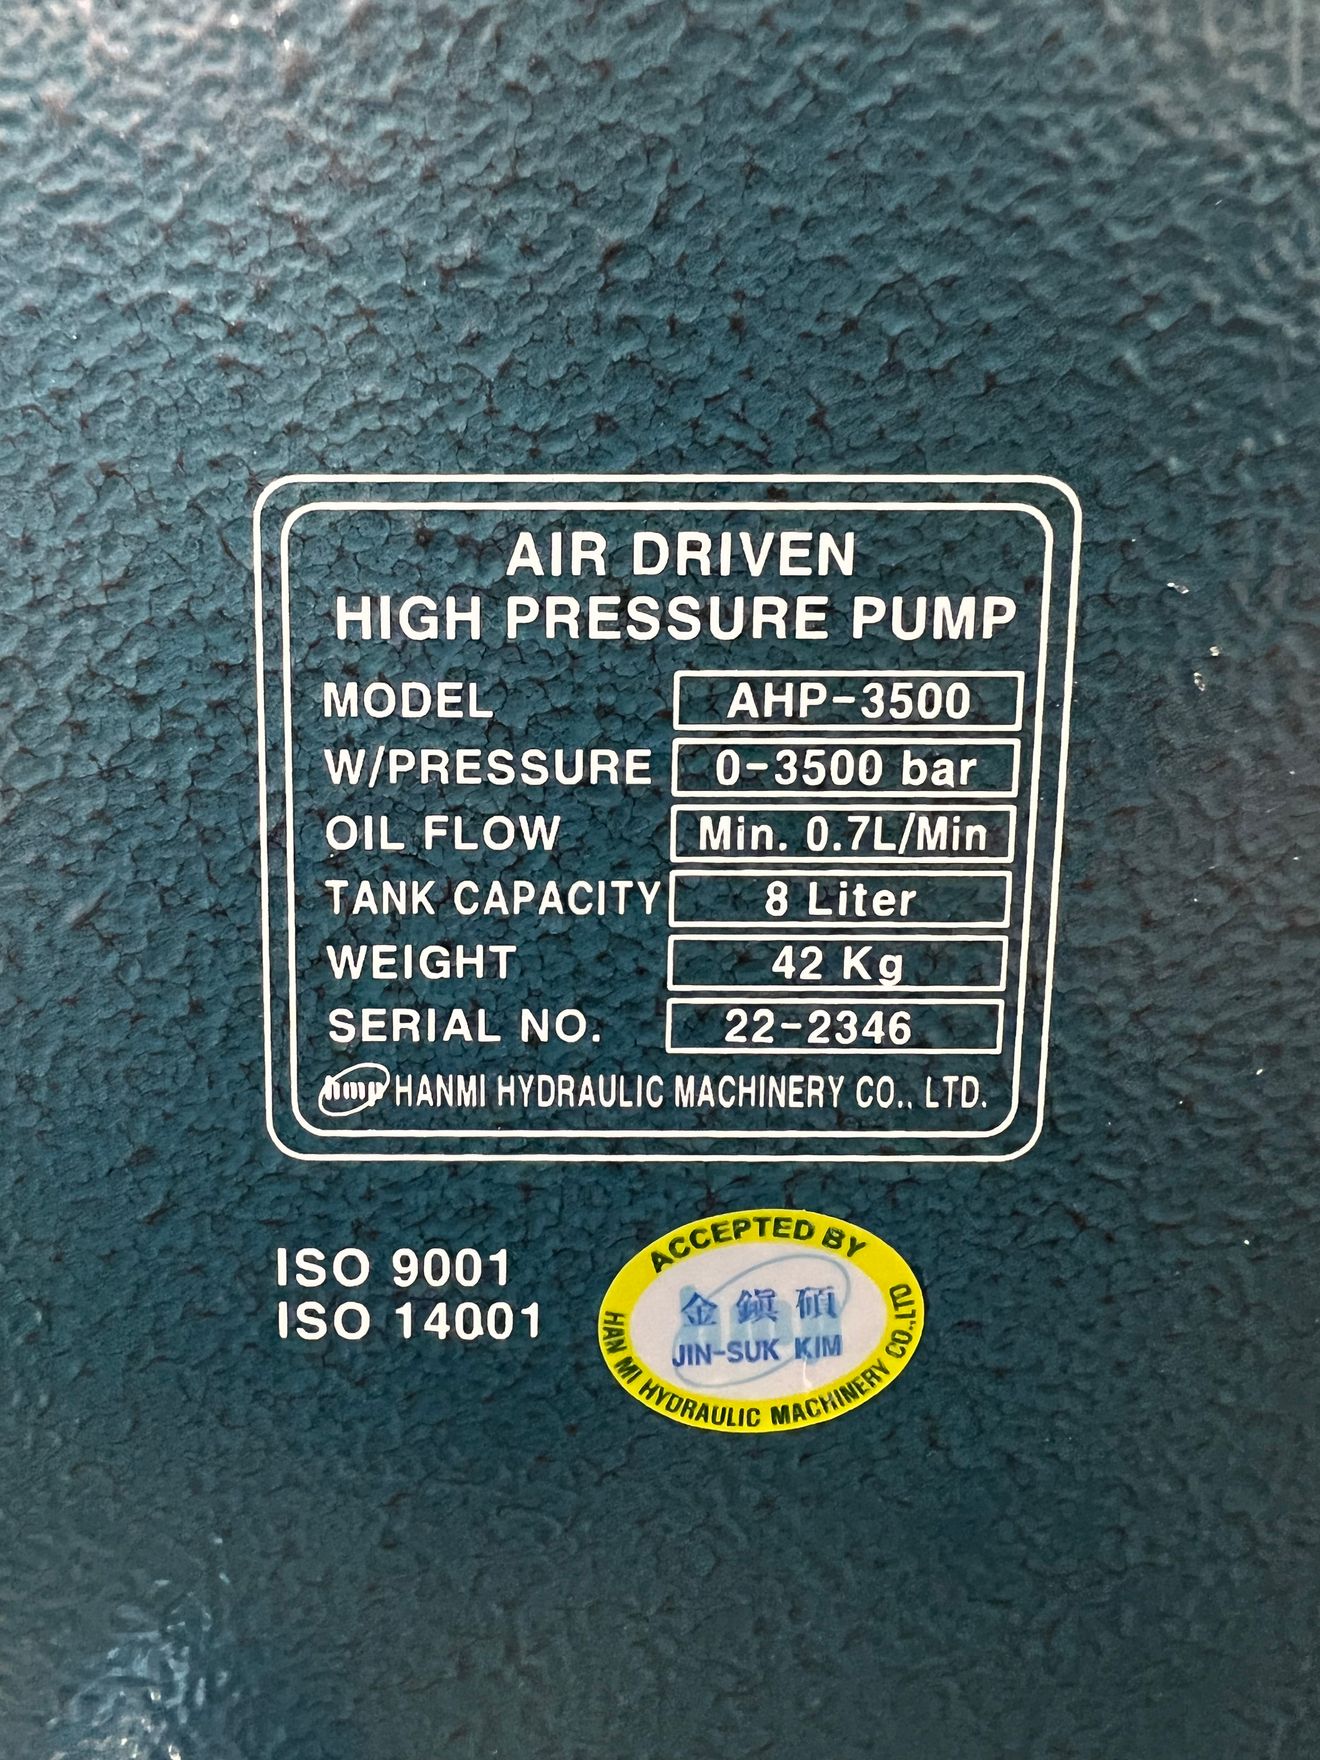 AIR DRIVEN
HIGH PRESSURE PUMP
MODEL AHP-3500
W/PRESSURE 0-3500 bar
OIL FLOW Min. 0.7L/Min
TANK CAPACITY 8 Liter
WEIGHT 42 Kg
SERIAL NO. 22-2346
hmp HANMI HYDRAULIC MACHINERY CO., LTD.
ISO 9001
ISO 14001
ACCEPTED BY
金鎭碩
JIN-SUK KIM
HAN MI HYDRAULIC MACHINERY CO.,LTD